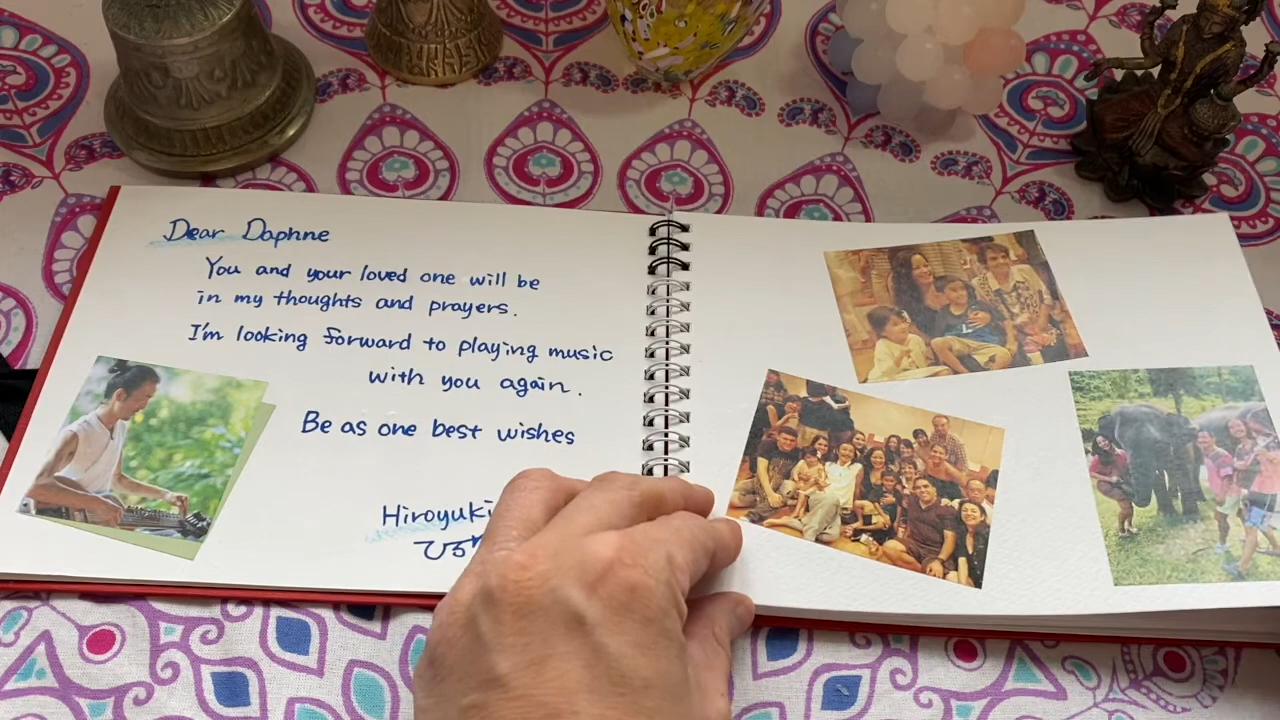 Dear Daphne
You and your loved one will be
in my thoughts and prayers.
I'm looking forward to playing music
with you again.
Be as one best wishes
Hiroyuki